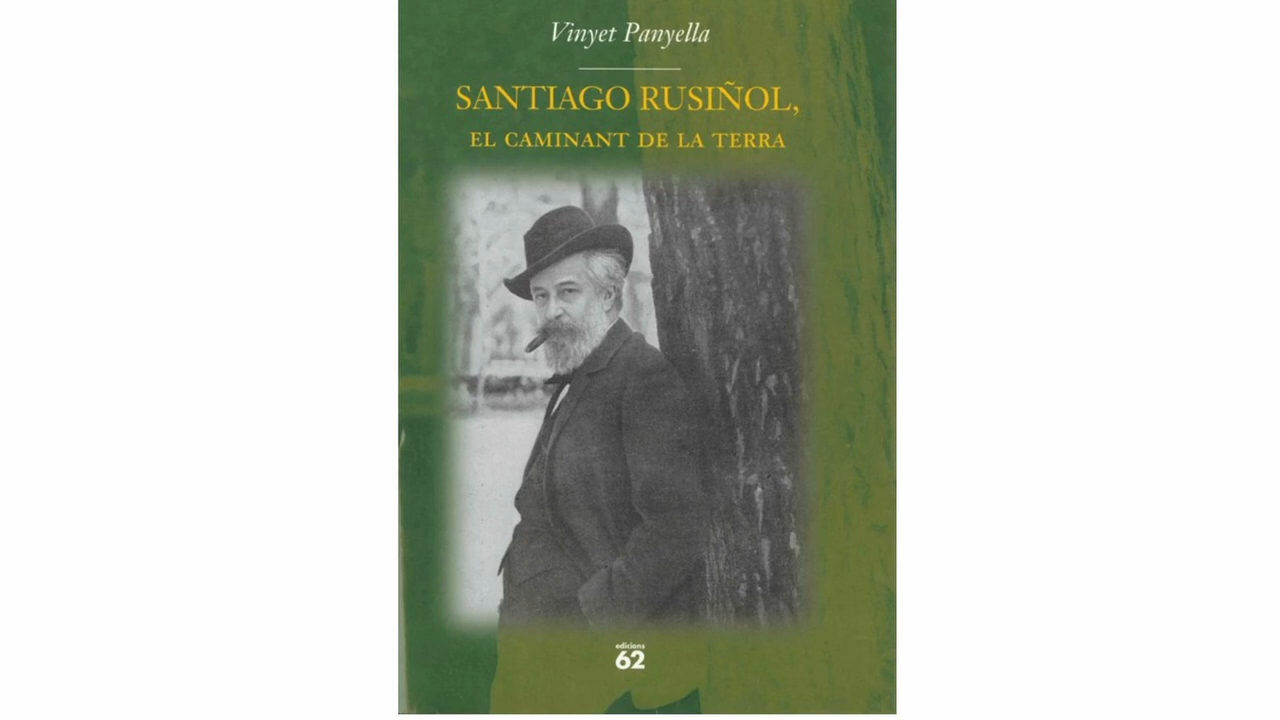 Vinyet Panyella
SANTIAGO RUSIÑOL,
EL CAMINANT DE LA TERRA
edicions
62